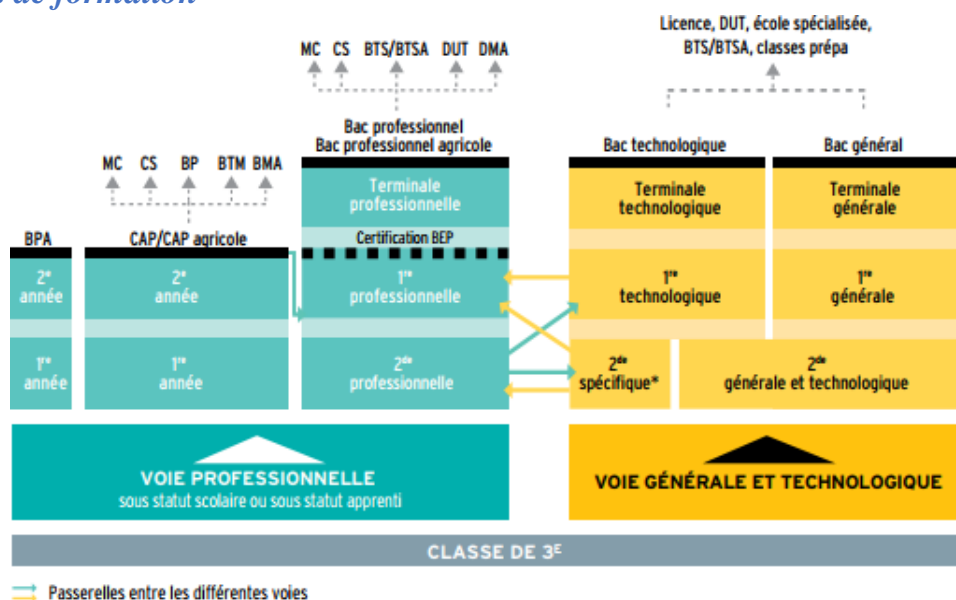 de formation
Licence, DUT, école spécialisée,
BTS/BTSA, classes prépa
MC CS BTS/BTSA DUT DMA
Bac professionnel
Bac professionnel agricole
Bac technologique
Bac général
MC CS BP BTM BMA
Terminale
professionnelle
Terminale
technologique
Terminale
générale
BPA
CAP/CAP agricole
Certification BEP
2e
année
2e
année
1re
professionnelle
1re
technologique
1re
générale
1re
année
1re
année
2de
professionnelle
2de
spécifique*
2de
générale et technologique
VOIE PROFESSIONNELLE
sous statut scolaire ou sous statut apprenti
VOIE GÉNÉRALE ET TECHNOLOGIQUE
CLASSE DE 3E
Passerelles entre les différentes voies